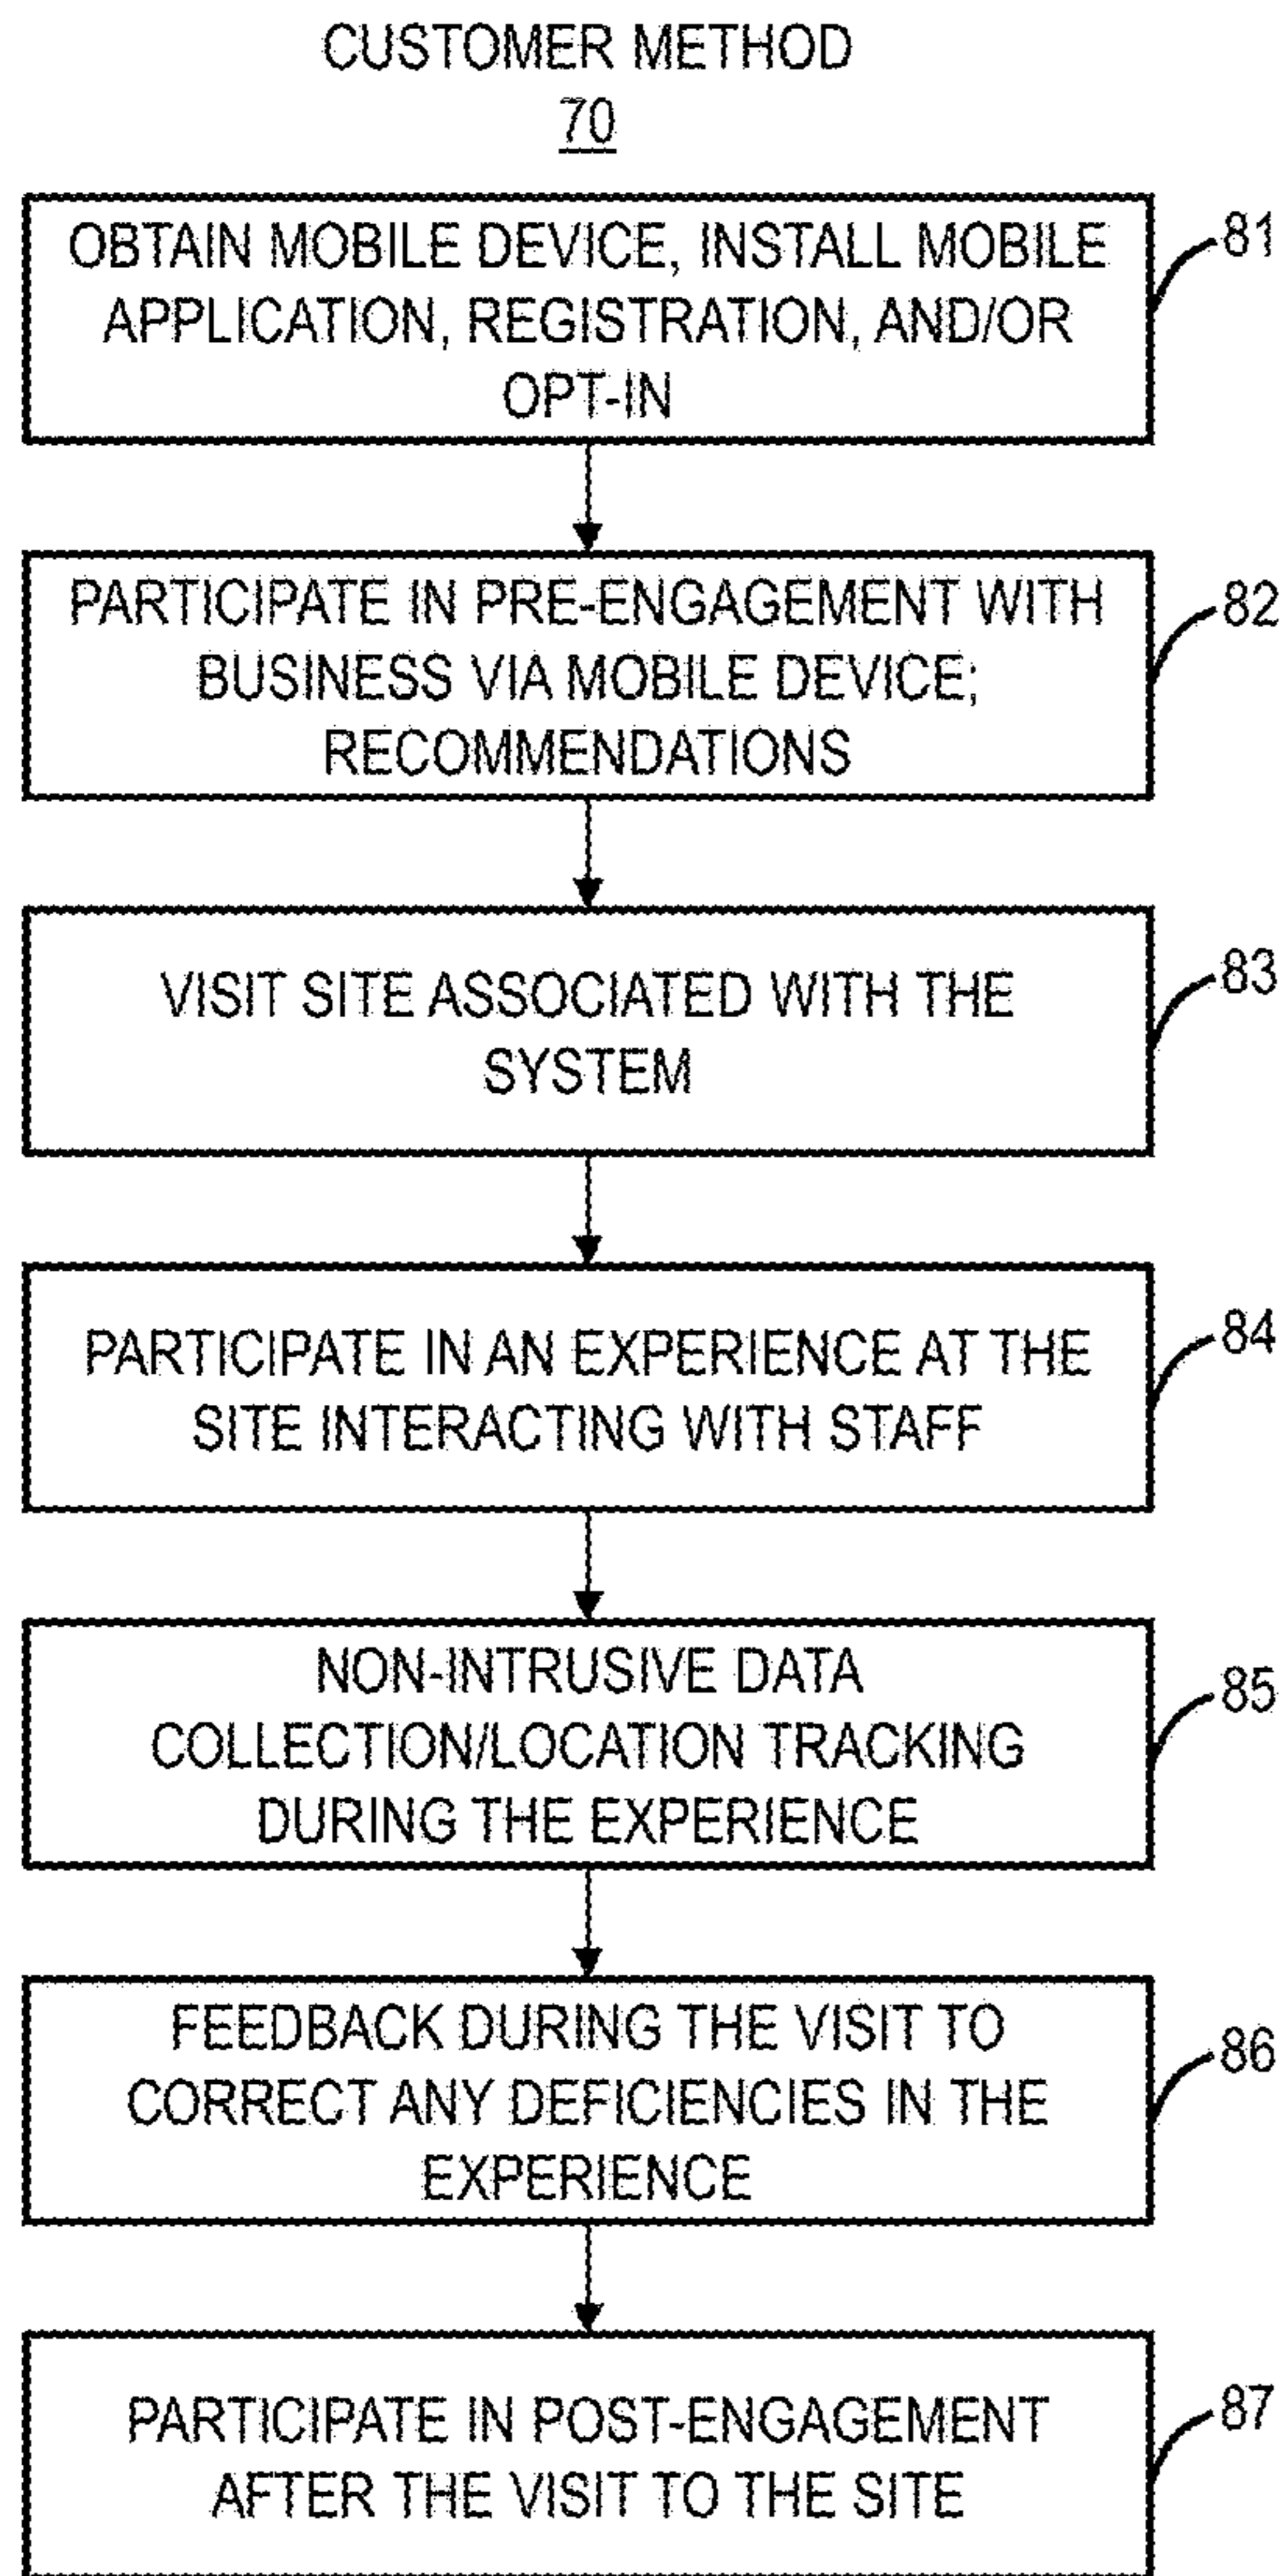 CUSTOMER METHOD
70
OBTAIN MOBILE DEVICE, INSTALL MOBILE
APPLICATION, REGISTRATION, AND/OR
OPT-IN
81
PARTICIPATE IN PRE-ENGAGEMENT WITH
BUSINESS VIA MOBILE DEVICE;
RECOMMENDATIONS
82
VISIT SITE ASSOCIATED WITH THE
SYSTEM
83
PARTICIPATE IN AN EXPERIENCE AT THE
SITE INTERACTING WITH STAFF
84
NON-INTRUSIVE DATA
COLLECTION/LOCATION TRACKING
DURING THE EXPERIENCE
85
FEEDBACK DURING THE VISIT TO
CORRECT ANY DEFICIENCIES IN THE
EXPERIENCE
86
PARTICIPATE IN POST-ENGAGEMENT
AFTER THE VISIT TO THE SITE
87